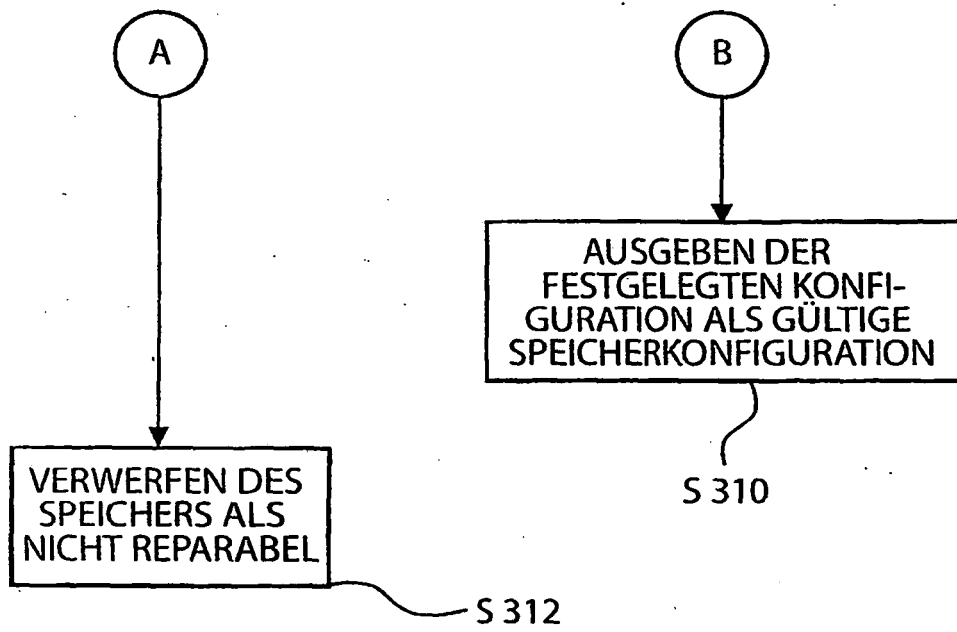 A
B
AUSGEBEN DER
FESTGELEGTEN KONFI-
GURATION ALS GÜLTIGE
SPEICHERKONFIGURATION
S 310
VERWERFEN DES
SPEICHERS ALS
NICHT REPARABEL
S 312